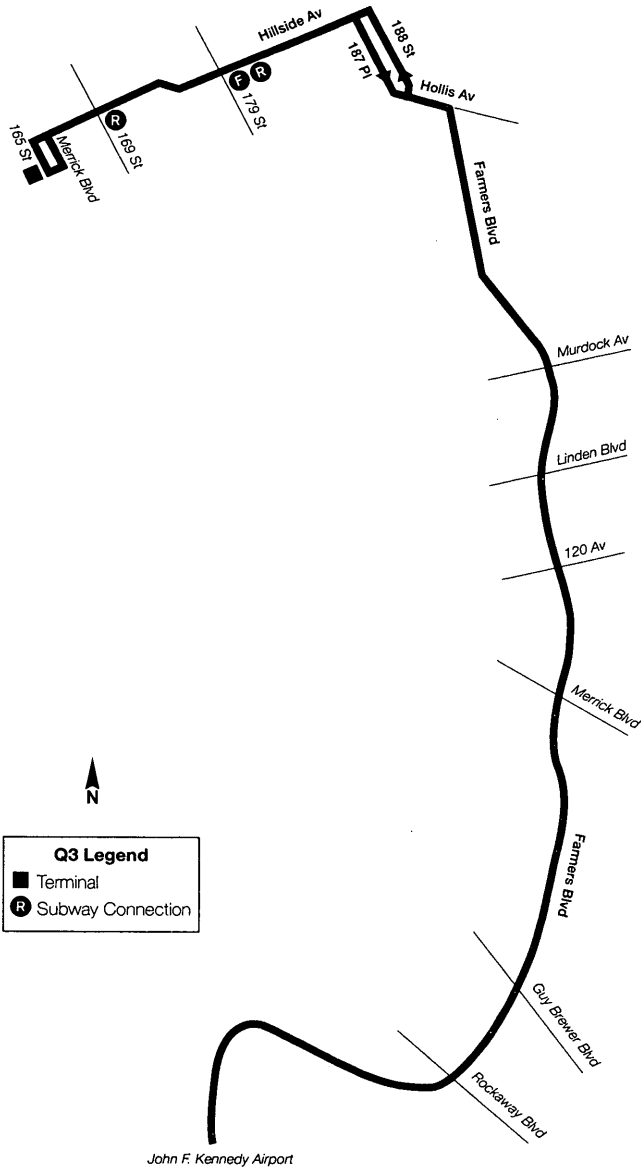 Hillside Av
188 St
187 Pl
F R
179 St
Hollis Av
R
169 St
165 St
Merrick Blvd
Farmers Blvd
Murdock Av
Linden Blvd
120 Av
Merrick Blvd
N
Q3 Legend
Terminal
R Subway Connection
Farmers Blvd
Guy Brewer Blvd
Rockaway Blvd
John F. Kennedy Airport